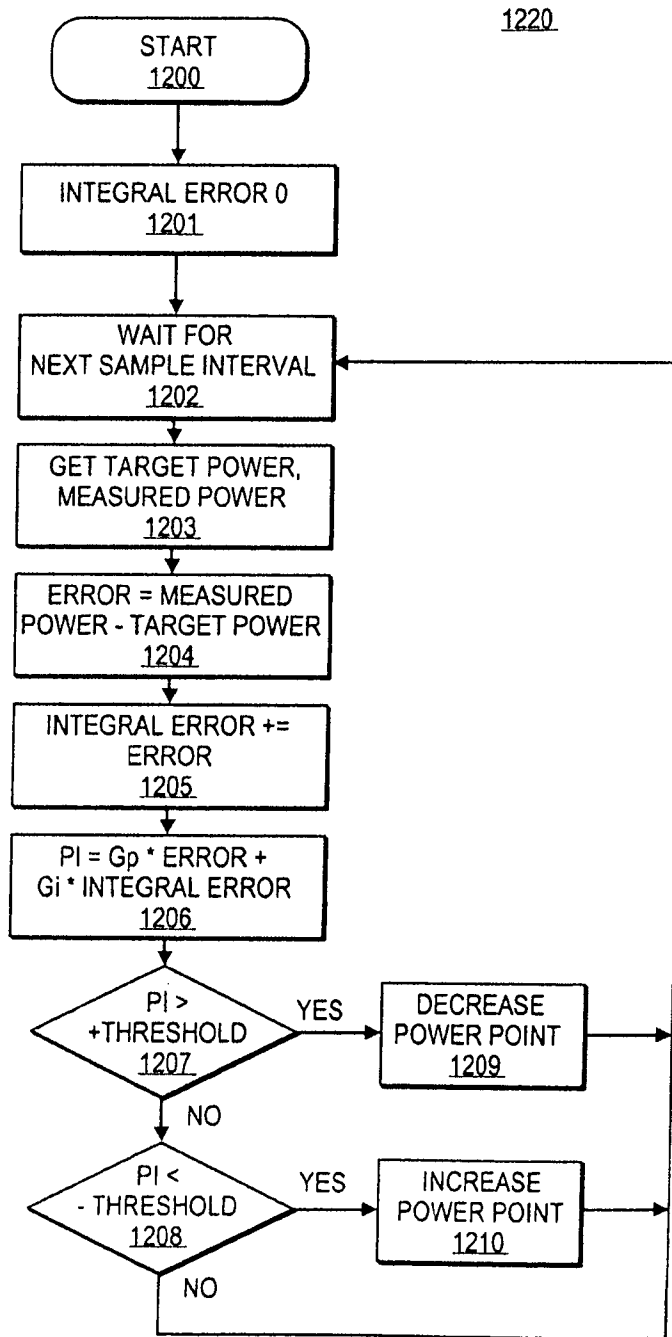 1220
START
1200
INTEGRAL ERROR 0
1201
WAIT FOR
NEXT SAMPLE INTERVAL
1202
GET TARGET POWER,
MEASURED POWER
1203
ERROR = MEASURED
POWER - TARGET POWER
1204
INTEGRAL ERROR +=
ERROR
1205
PI = Gp * ERROR +
Gi * INTEGRAL ERROR
1206
PI >
+THRESHOLD
1207
YES
DECREASE
POWER POINT
1209
NO
PI <
- THRESHOLD
1208
YES
INCREASE
POWER POINT
1210
NO